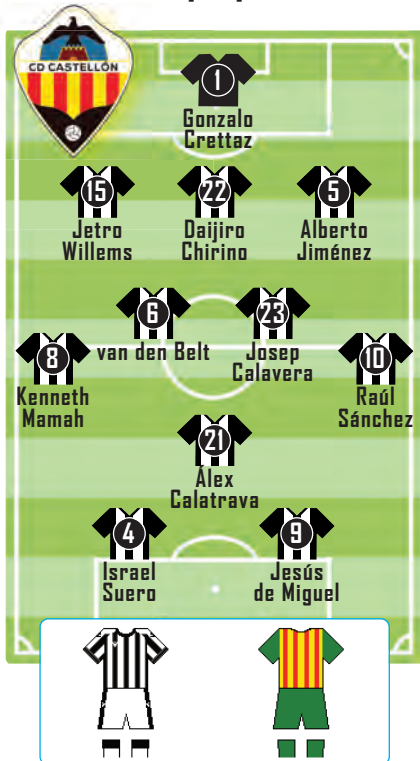 CD CASTELLÓN
1
Gonzalo
Crettaz
15
Jetro
Willems
22
Daijiro
Chirino
5
Alberto
Jiménez
6
van den Belt
23
Josep
Calavera
8
Kenneth
Mamah
10
Raúl
Sánchez
21
Álex
Calatrava
4
Israel
Suero
9
Jesús
de Miguel